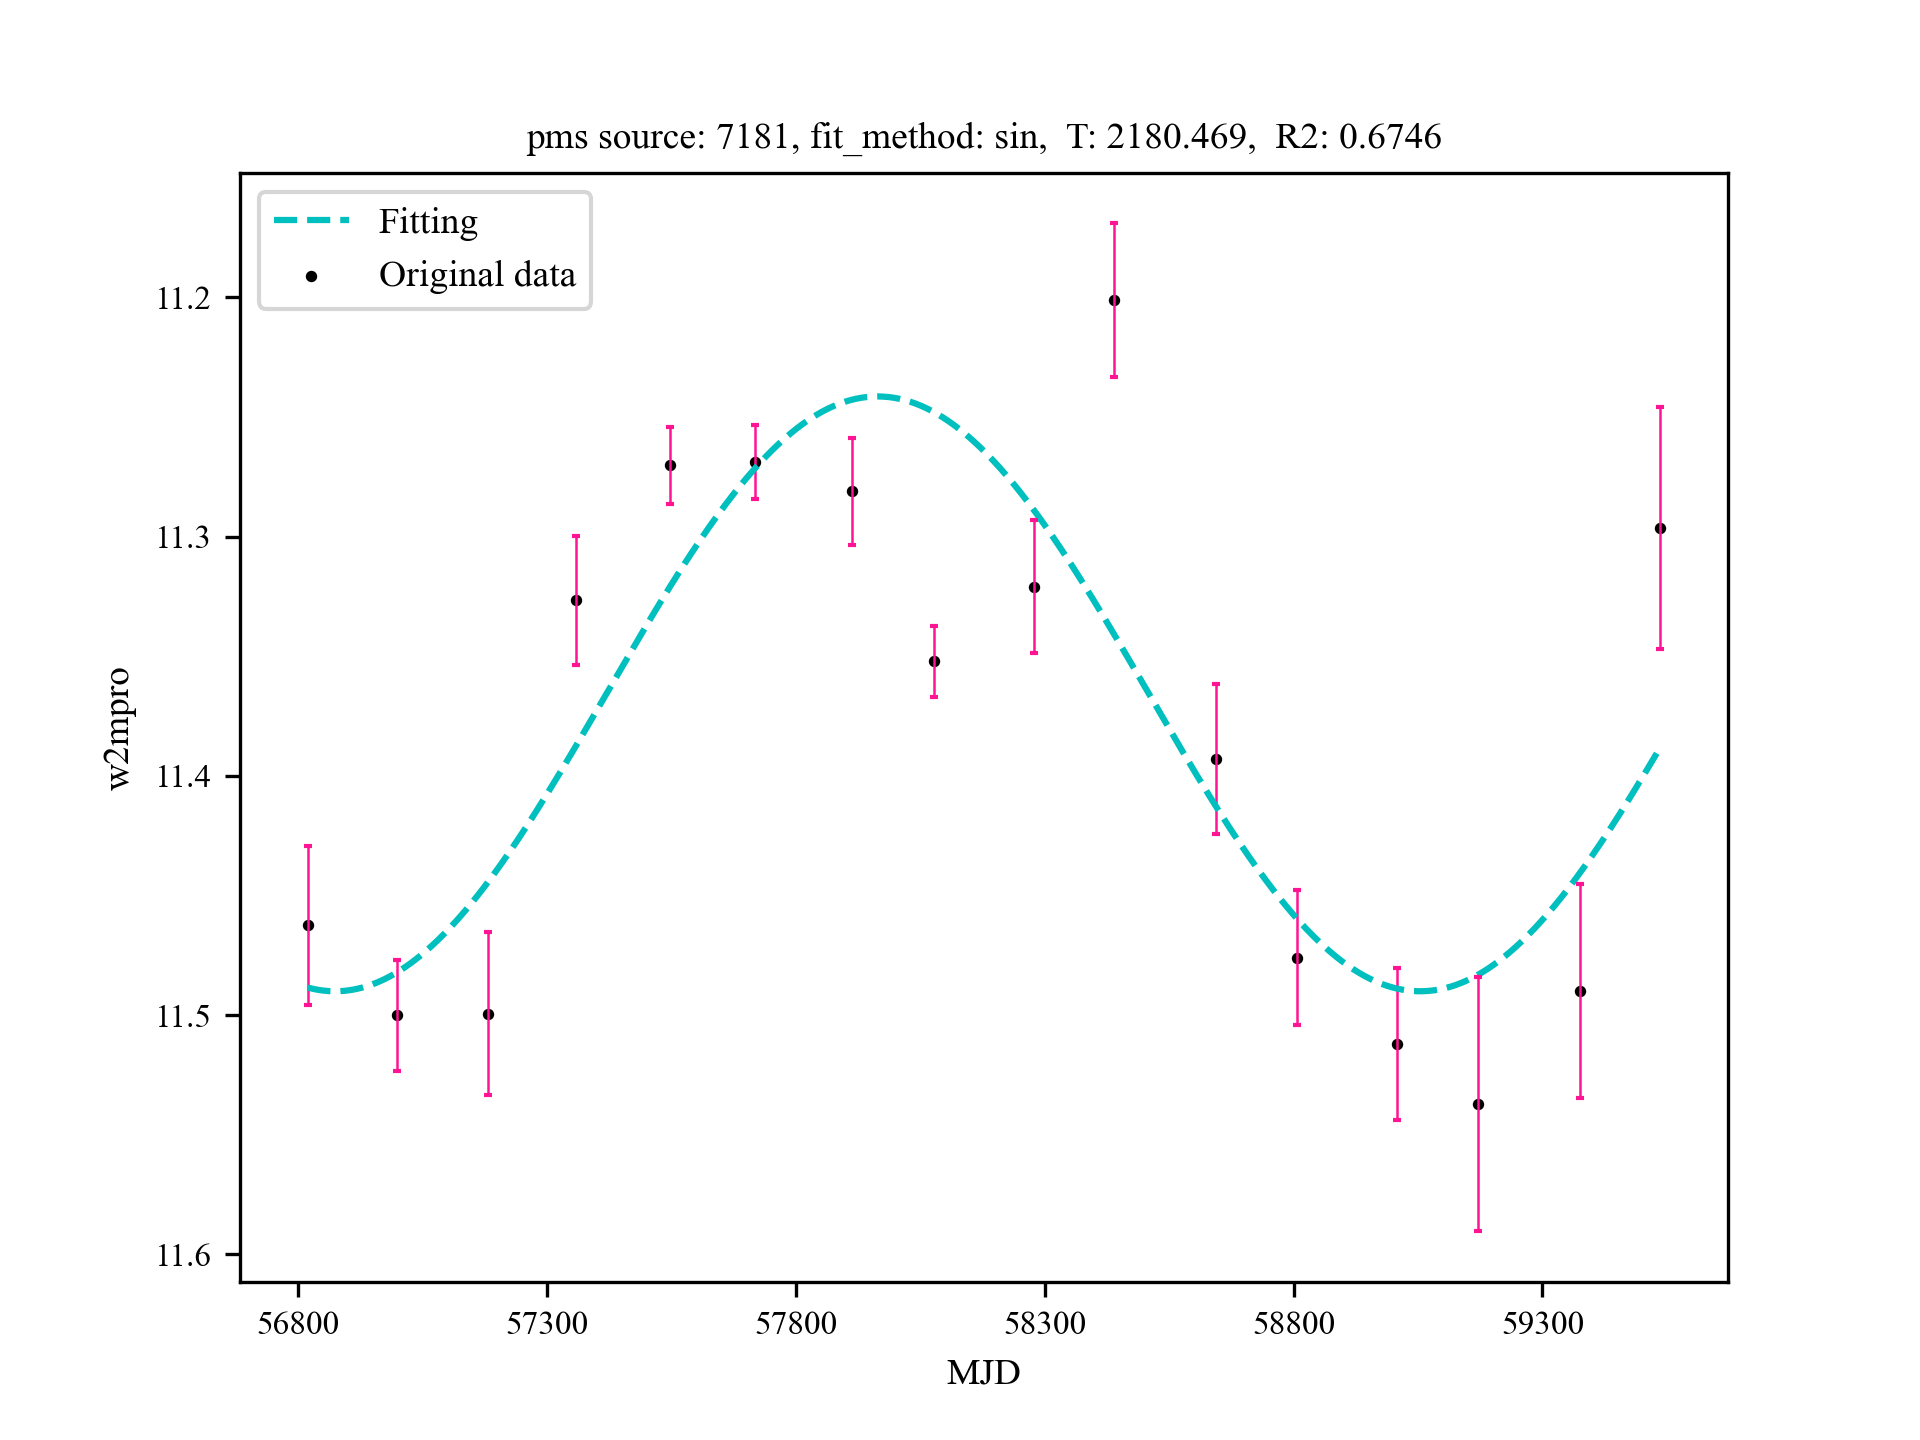 pms source: 7181, fit_method: sin,  T: 2180.469,  R2: 0.6746
Fitting
Original data
11.2
11.3
11.4
11.5
11.6
w2mpro
56800
57300
57800
58300
58800
59300
MJD